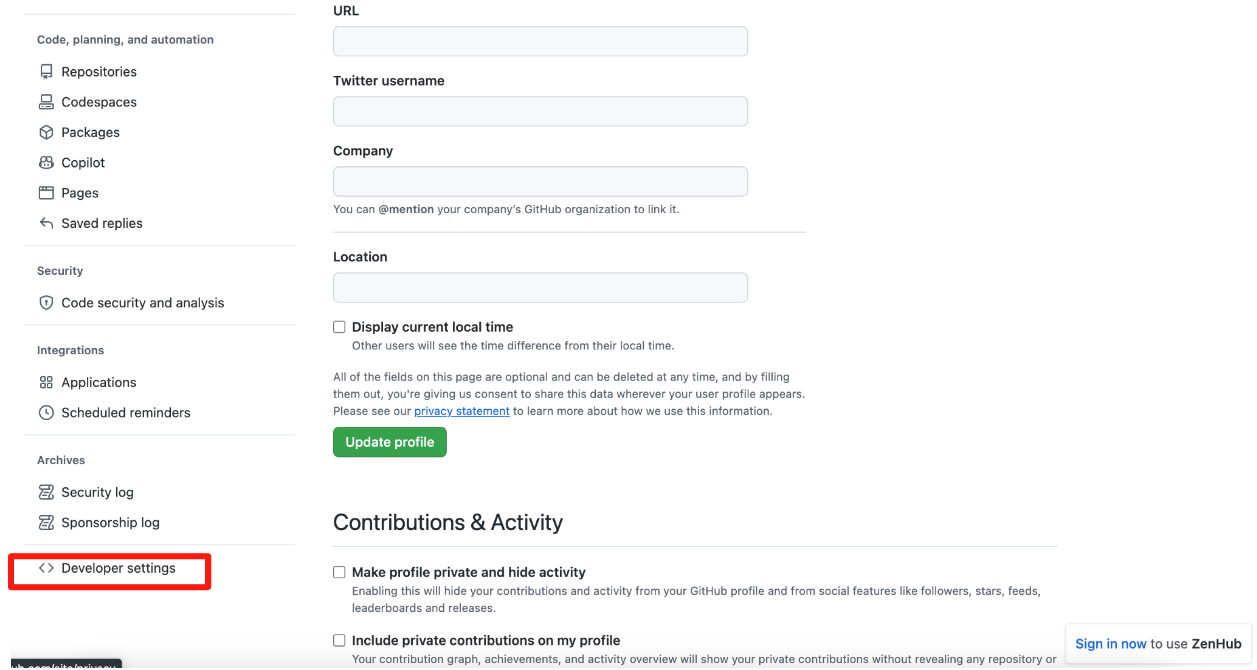 Code, planning, and automation
Repositories
Codespaces
Packages
Copilot
Pages
Saved replies
Security
Code security and analysis
Integrations
Applications
Scheduled reminders
Archives
Security log
Sponsorship log
Developer settings
URL
Twitter username
Company
You can @mention your company's GitHub organization to link it.
Location
Display current local time
Other users will see the time difference from their local time.
All of the fields on this page are optional and can be deleted at any time, and by filling
them out, you're giving us consent to share this data wherever your user profile appears.
Please see our privacy statement to learn more about how we use this information.
Update profile
Contributions & Activity
Make profile private and hide activity
Enabling this will hide your contributions and activity from your GitHub profile and from social features like followers, stars, feeds,
leaderboards and releases.
Include private contributions on my profile
Your contribution graph, achievements, and activity overview will show your private contributions without revealing any repository or
Sign in now to use ZenHub